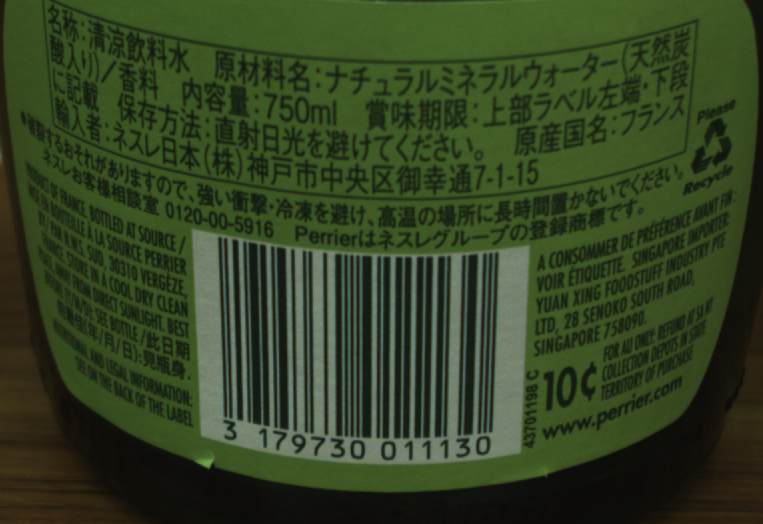 名称：清涼飲料水　原材料名：ナチュラルミネラルウォーター（天然炭
酸入り）／香料　内容量：750ml　賞味期限：上部ラベル左端・下段
に記載　保存方法：直射日光を避けてください。　原産国名：フランス
輸入者：ネスレ日本（株）神戸市中央区御幸通7-1-15
するおそれがありますので、強い衝撃・冷凍を避け、高温の場所に長時間置かないでください。
ネスレお客様相談室 0120-00-5916　Perrierはネスレグループの登録商標です。
Please
Recycle
PRODUCT OF FRANCE. BOTTLED AT SOURCE /
MISE EN BOUTEILLE À LA SOURCE PERRIER
BY / PAR N.W.S. SUD, 30310 VERGÈZE,
FRANCE. STORE IN A COOL DRY CLEAN
PLACE AWAY FROM DIRECT SUNLIGHT. BEST
SEE BOTTLE / 此日期
(年/月/日): 見瓶身.
AND LEGAL INFORMATION:
SEE ON THE BACK OF THE LABEL
3 179730 011130
43701198 C
À CONSOMMER DE PRÉFÉRENCE AVANT FIN :
VOIR ÉTIQUETTE. SINGAPORE IMPORTER:
YUAN XING FOODSTUFF INDUSTRY PTE
LTD, 28 SENOKO SOUTH ROAD,
SINGAPORE 758090.
10¢
FOR AU ONLY: REFUND AT SA NT
COLLECTION DEPOTS IN STATE
TERRITORY OF PURCHASE
www.perrier.com